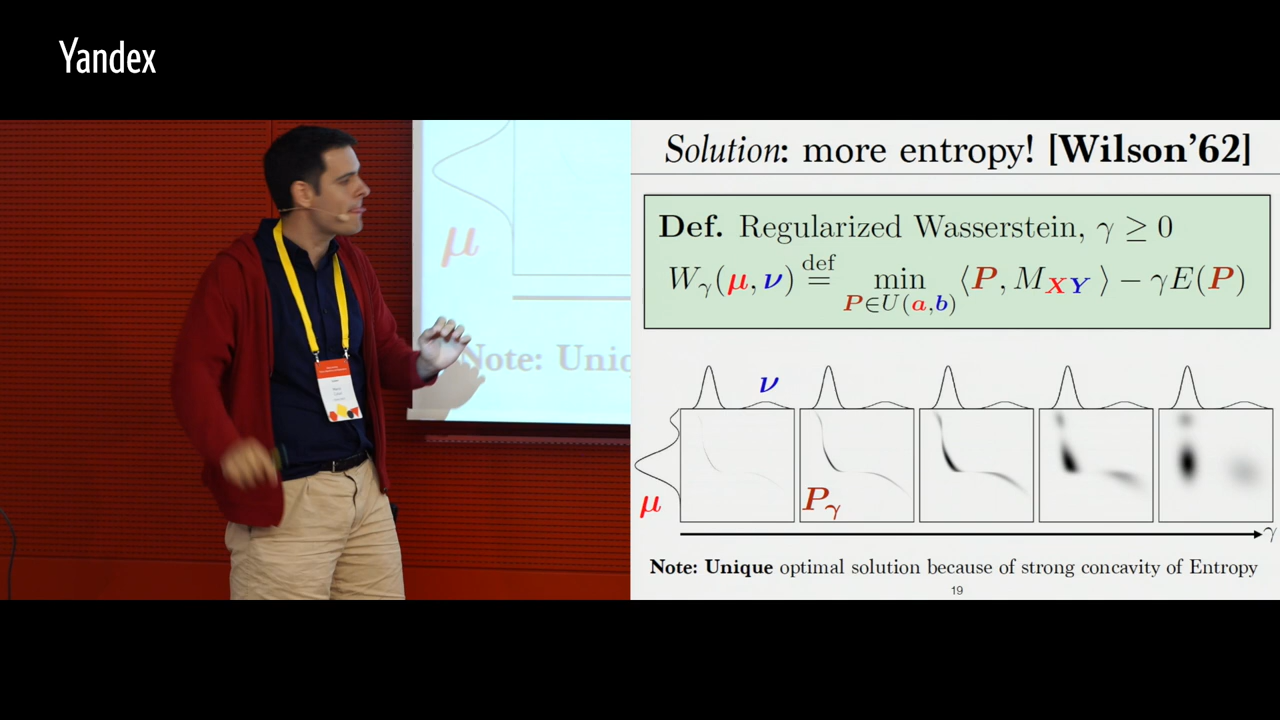 Yandex
μ
Note: Uniq
Solution: more entropy! [Wilson'62]
Def. Regularized Wasserstein, γ ≥ 0
W_γ(μ, ν) def= min_{P∈U(a,b)} ⟨P, M_XY⟩ − γE(P)
ν
μ
P_γ
γ
Note: Unique optimal solution because of strong concavity of Entropy
19